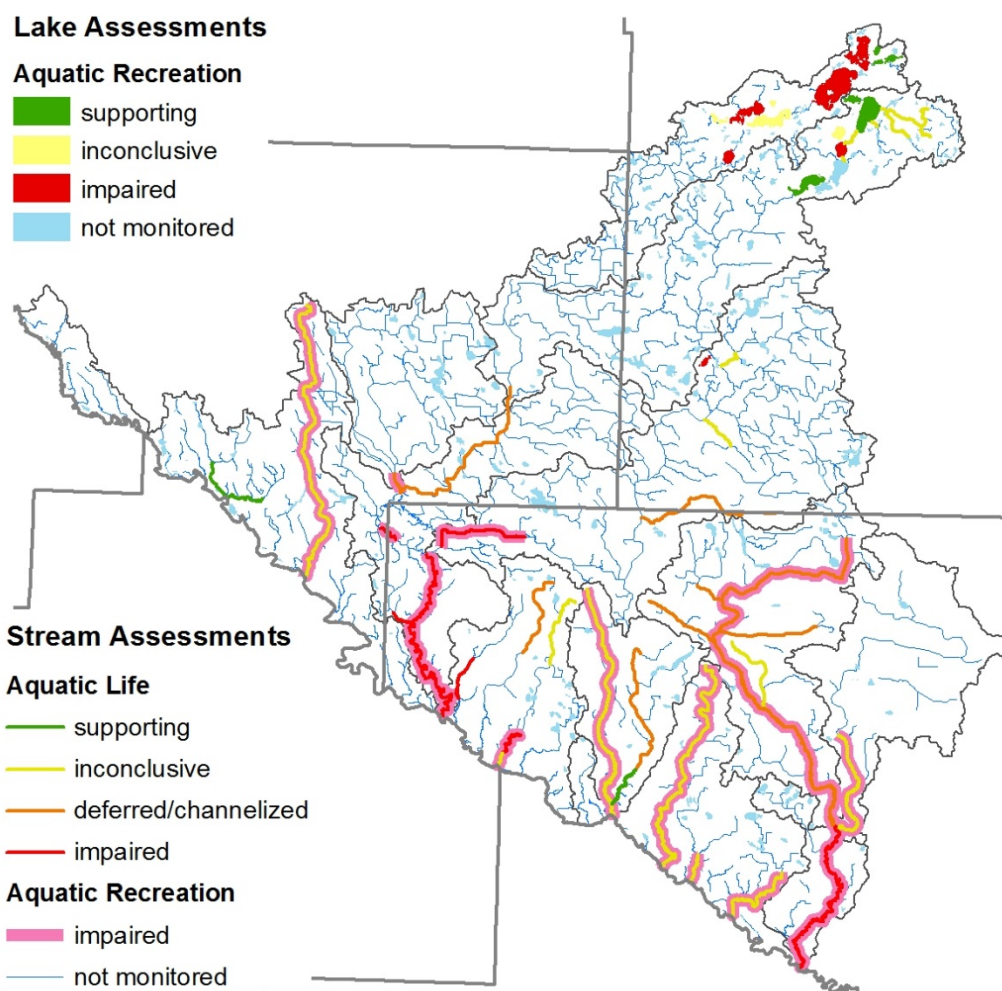 Lake Assessments
Aquatic Recreation
supporting
inconclusive
impaired
not monitored
Stream Assessments
Aquatic Life
supporting
inconclusive
deferred/channelized
impaired
Aquatic Recreation
impaired
not monitored